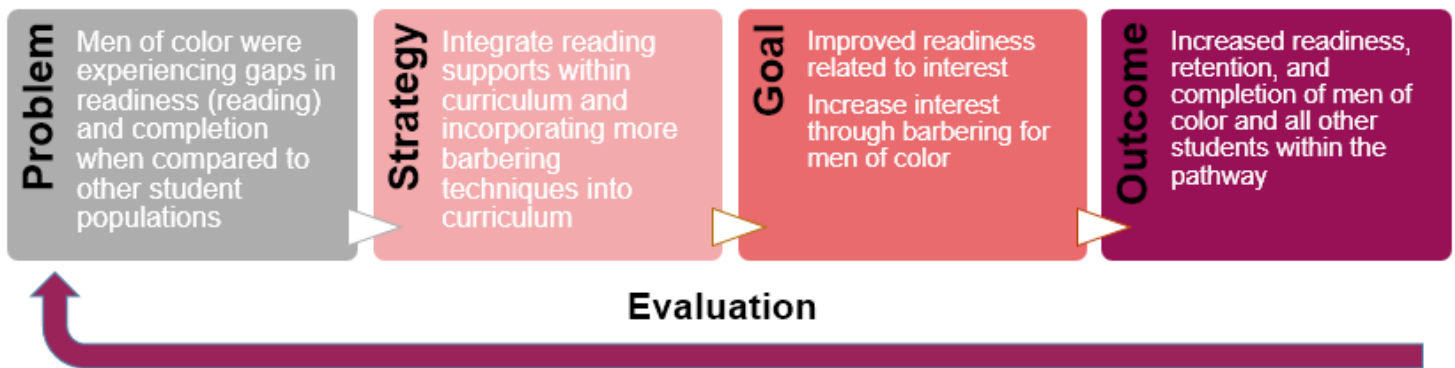 Problem
Men of color were
experiencing gaps in
readiness (reading)
and completion
when compared to
other student
populations
Strategy
Integrate reading
supports within
curriculum and
incorporating more
barbering
techniques into
curriculum
Goal
Improved readiness
related to interest
Increase interest
through barbering for
men of color
Outcome
Increased readiness,
retention, and
completion of men of
color and all other
students within the
pathway
Evaluation